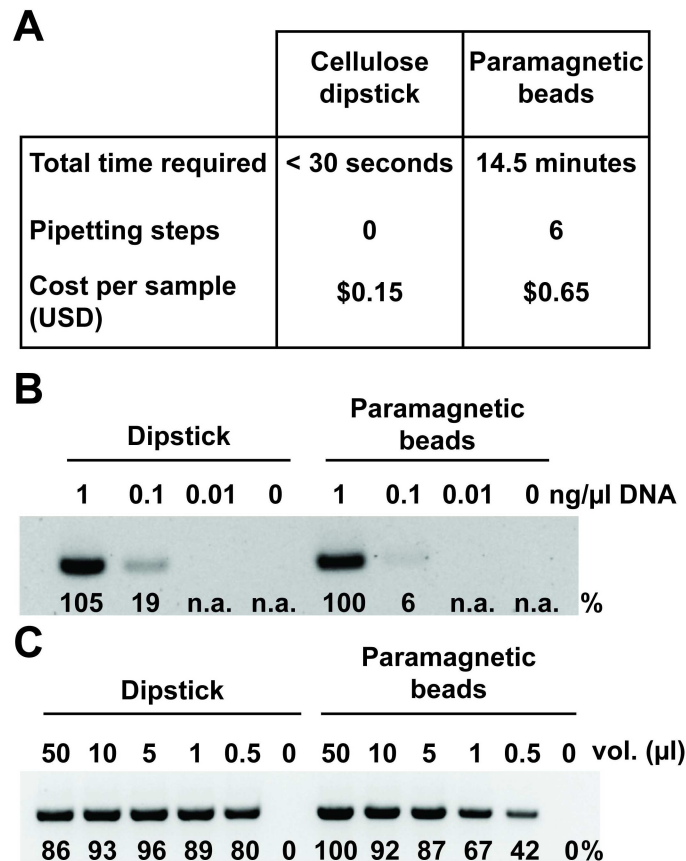 A
Cellulose dipstick
Paramagnetic beads
Total time required < 30 seconds 14.5 minutes
Pipetting steps 0 6
Cost per sample (USD) $0.15 $0.65
B
Dipstick
Paramagnetic beads
1 0.1 0.01 0 1 0.1 0.01 0 ng/µl DNA
105 19 n.a. n.a. 100 6 n.a. n.a. %
C
Dipstick
Paramagnetic beads
50 10 5 1 0.5 0 50 10 5 1 0.5 0 vol. (µl)
86 93 96 89 80 0 100 92 87 67 42 0%